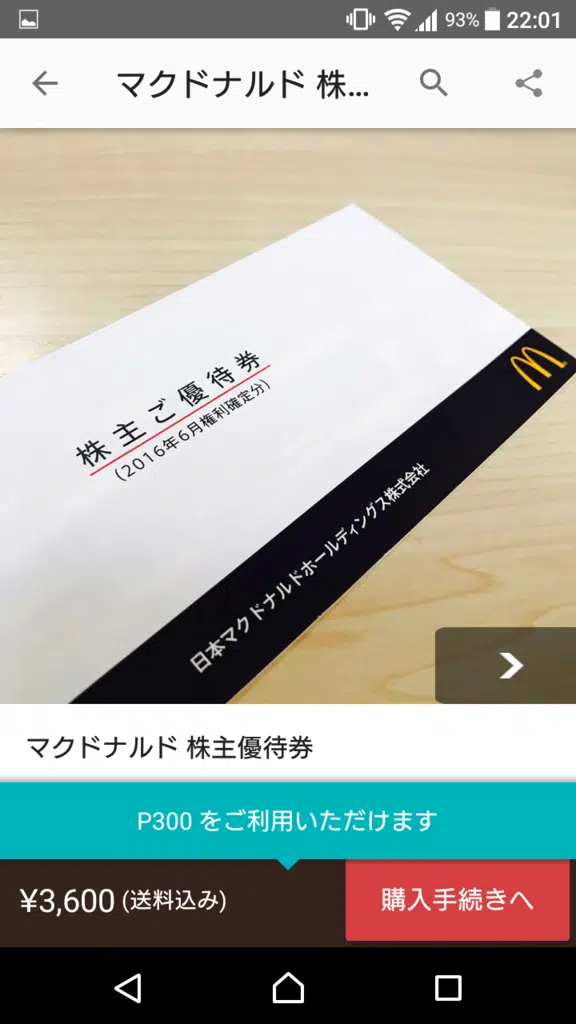 93% 22:01
マクドナルド 株...
株主ご優待券
(2016年6月権利確定分)
日本マクドナルドホールディングス株式会社
マクドナルド 株主優待券
P300 をご利用いただけます
¥3,600 (送料込み)
購入手続きへ